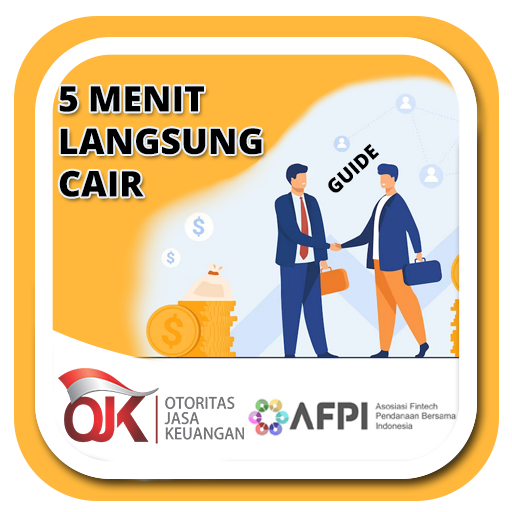 5 MENIT
LANGSUNG
CAIR
GUIDE
OJK
OTORITAS
JASA
KEUANGAN
AFPI
Asosiasi Fintech
Pendanaan Bersama
Indonesia